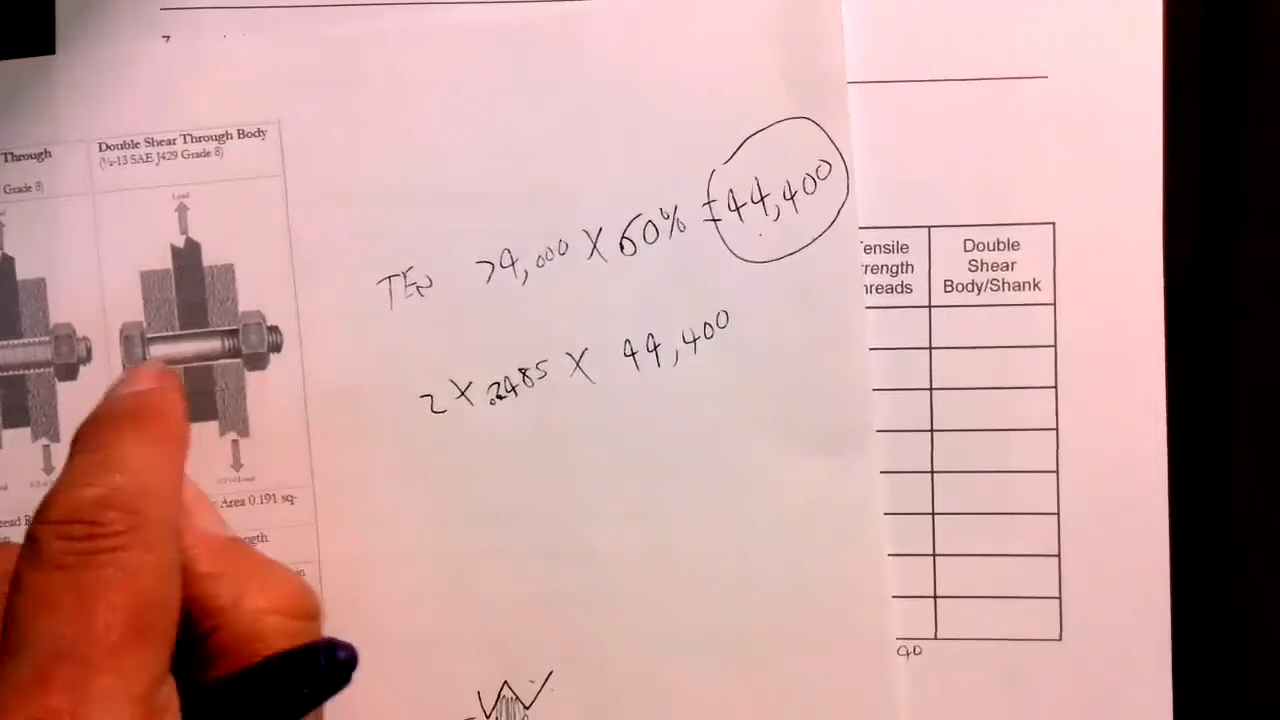 Through
Grade 8)
Double Shear Through Body
(½-13 SAE J429 Grade 8)
Load
TEN 74,000 X 60% = 44,400
2 X .2485 X 44,400
Tensile Strength Threads
Double
Shear
Body/Shank
Area 0.191 sq-